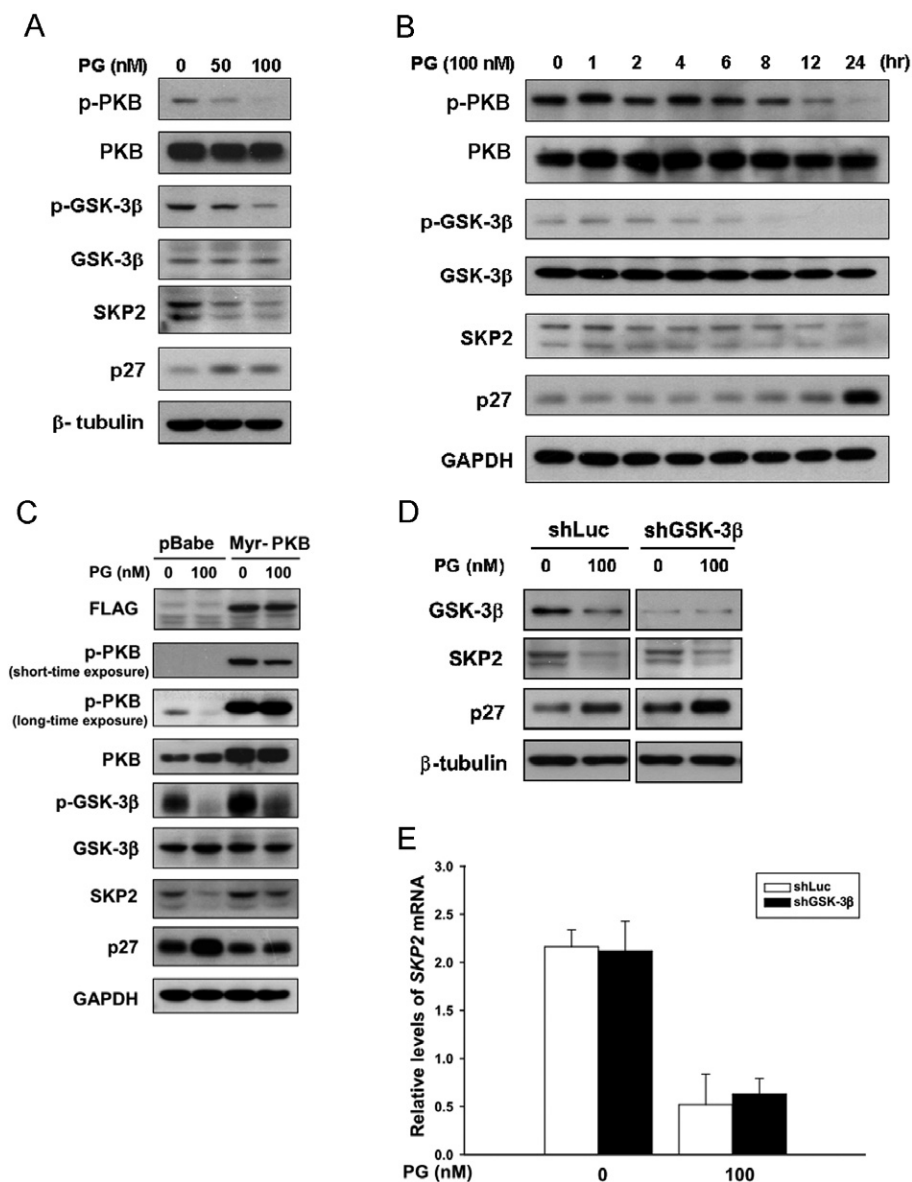 A
PG (nM) 0 50 100
p-PKB
PKB
p-GSK-3β
GSK-3β
SKP2
p27
β- tubulin
B
PG (100 nM) 0 1 2 4 6 8 12 24 (hr)
p-PKB
PKB
p-GSK-3β
GSK-3β
SKP2
p27
GAPDH
C
pBabe Myr-PKB
PG (nM) 0 100 0 100
FLAG
p-PKB
(short-time exposure)
p-PKB
(long-time exposure)
PKB
p-GSK-3β
GSK-3β
SKP2
p27
GAPDH
D
shLuc shGSK-3β
PG (nM) 0 100 0 100
GSK-3β
SKP2
p27
β-tubulin
E
Relative levels of SKP2 mRNA
3.0
2.5
2.0
1.5
1.0
0.5
0.0
shLuc
shGSK-3β
PG (nM) 0 100